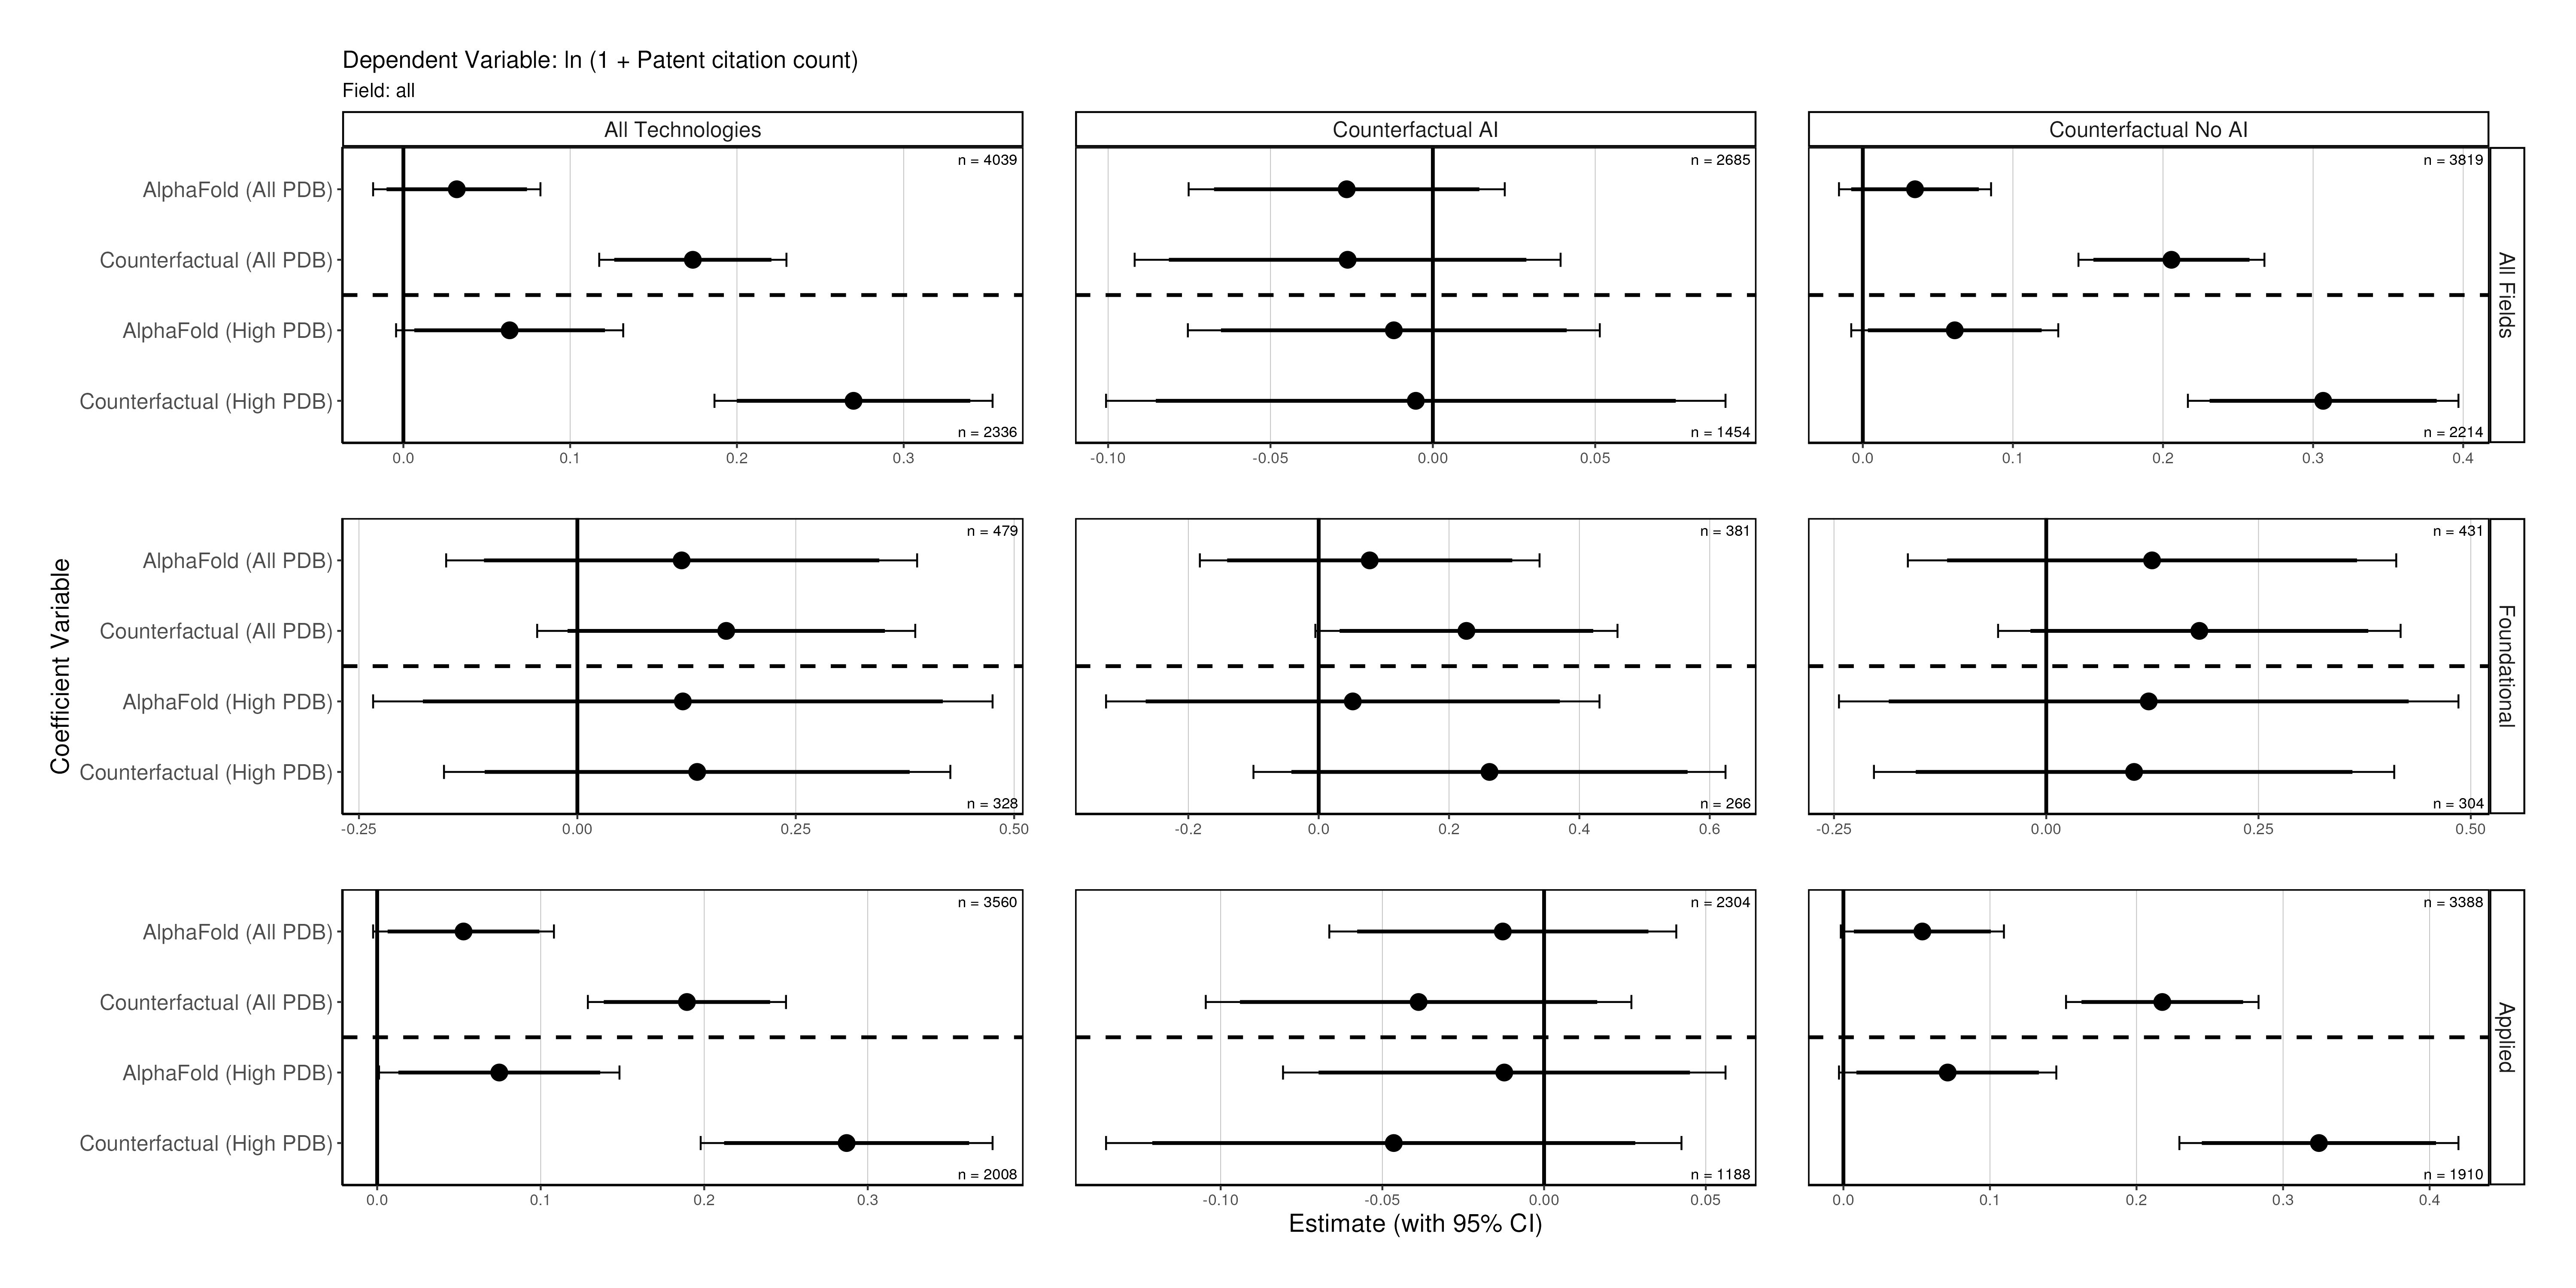 Dependent Variable: ln (1 + Patent citation count)
Field: all
All Technologies
Counterfactual AI
Counterfactual No AI
AlphaFold (All PDB)
Counterfactual (All PDB)
AlphaFold (High PDB)
Counterfactual (High PDB)
n = 4039
n = 2336
0.0 0.1 0.2 0.3
n = 2685
n = 1454
-0.10 -0.05 0.00 0.05
n = 3819
n = 2214
0.0 0.1 0.2 0.3 0.4
All Fields
Coefficient Variable
AlphaFold (All PDB)
Counterfactual (All PDB)
AlphaFold (High PDB)
Counterfactual (High PDB)
n = 479
n = 328
-0.25 0.00 0.25 0.50
n = 381
n = 266
-0.2 0.0 0.2 0.4 0.6
n = 431
n = 304
-0.25 0.00 0.25 0.50
Foundational
AlphaFold (All PDB)
Counterfactual (All PDB)
AlphaFold (High PDB)
Counterfactual (High PDB)
n = 3560
n = 2008
0.0 0.1 0.2 0.3
n = 2304
n = 1188
-0.10 -0.05 0.00 0.05
n = 3388
n = 1910
0.0 0.1 0.2 0.3 0.4
Applied
Estimate (with 95% CI)